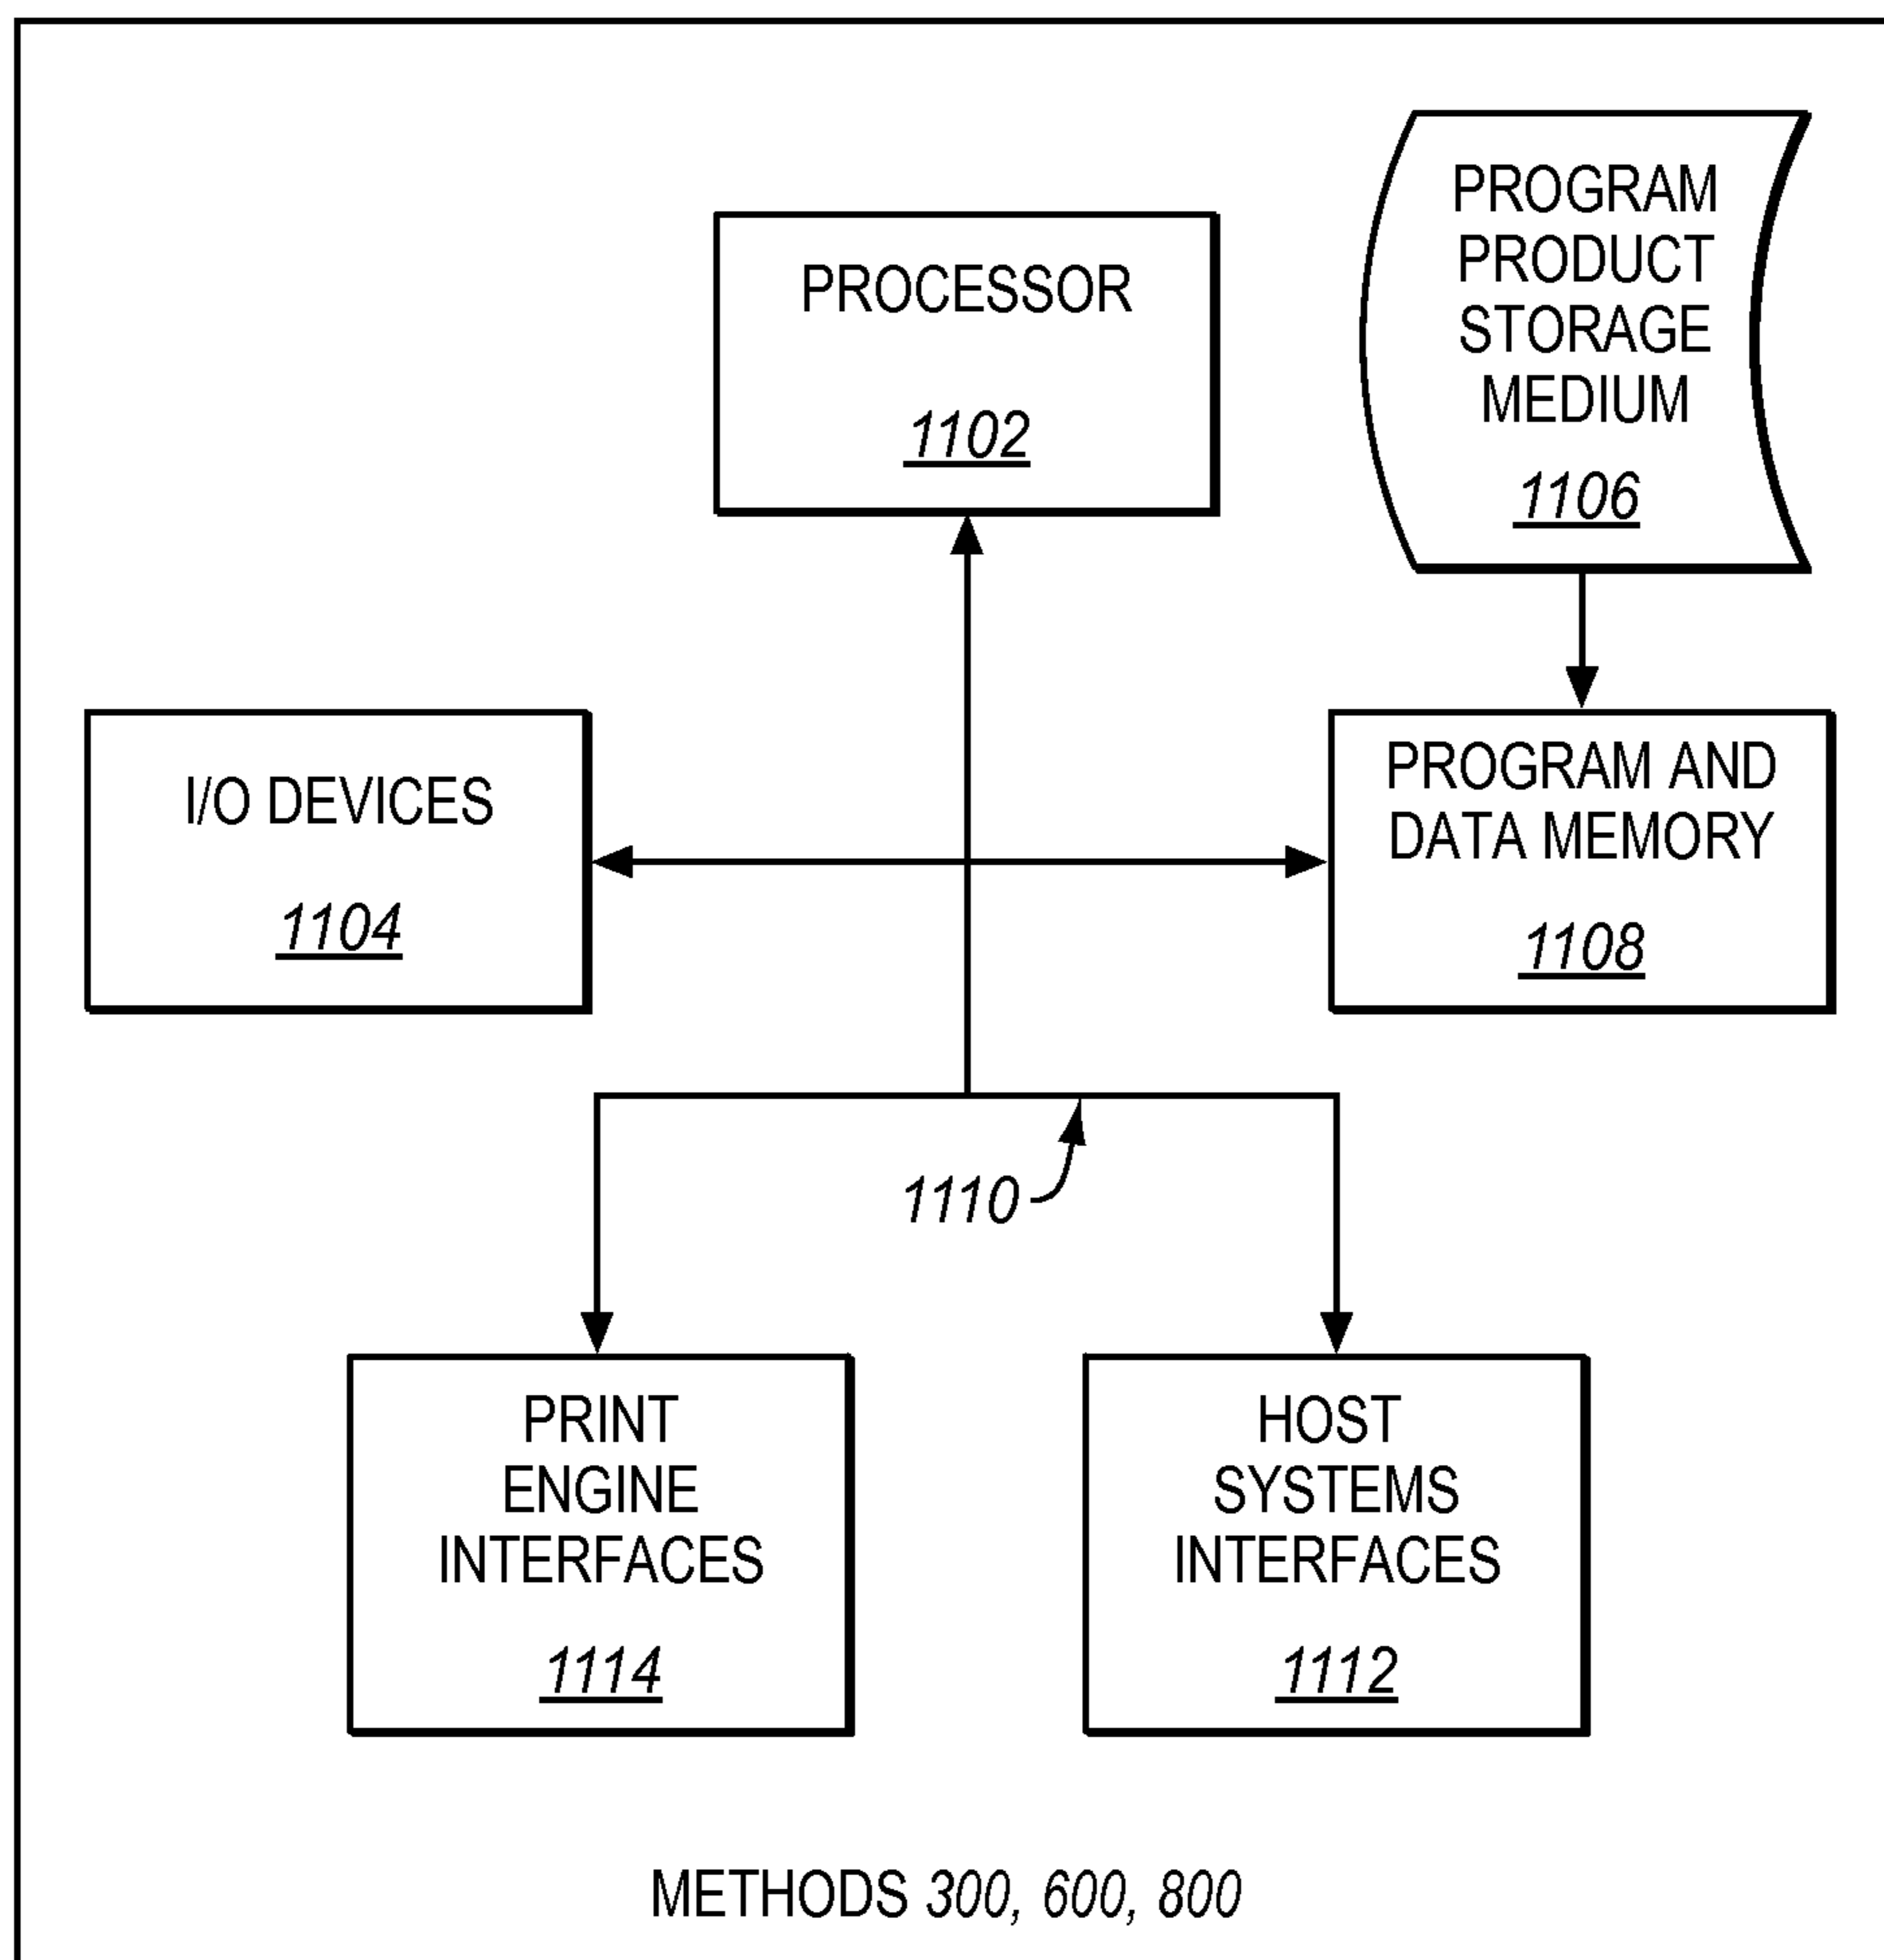 PROCESSOR
1102
PROGRAM
PRODUCT
STORAGE
MEDIUM
1106
I/O DEVICES
1104
PROGRAM AND
DATA MEMORY
1108
1110
PRINT
ENGINE
INTERFACES
1114
HOST
SYSTEMS
INTERFACES
1112
METHODS 300, 600, 800